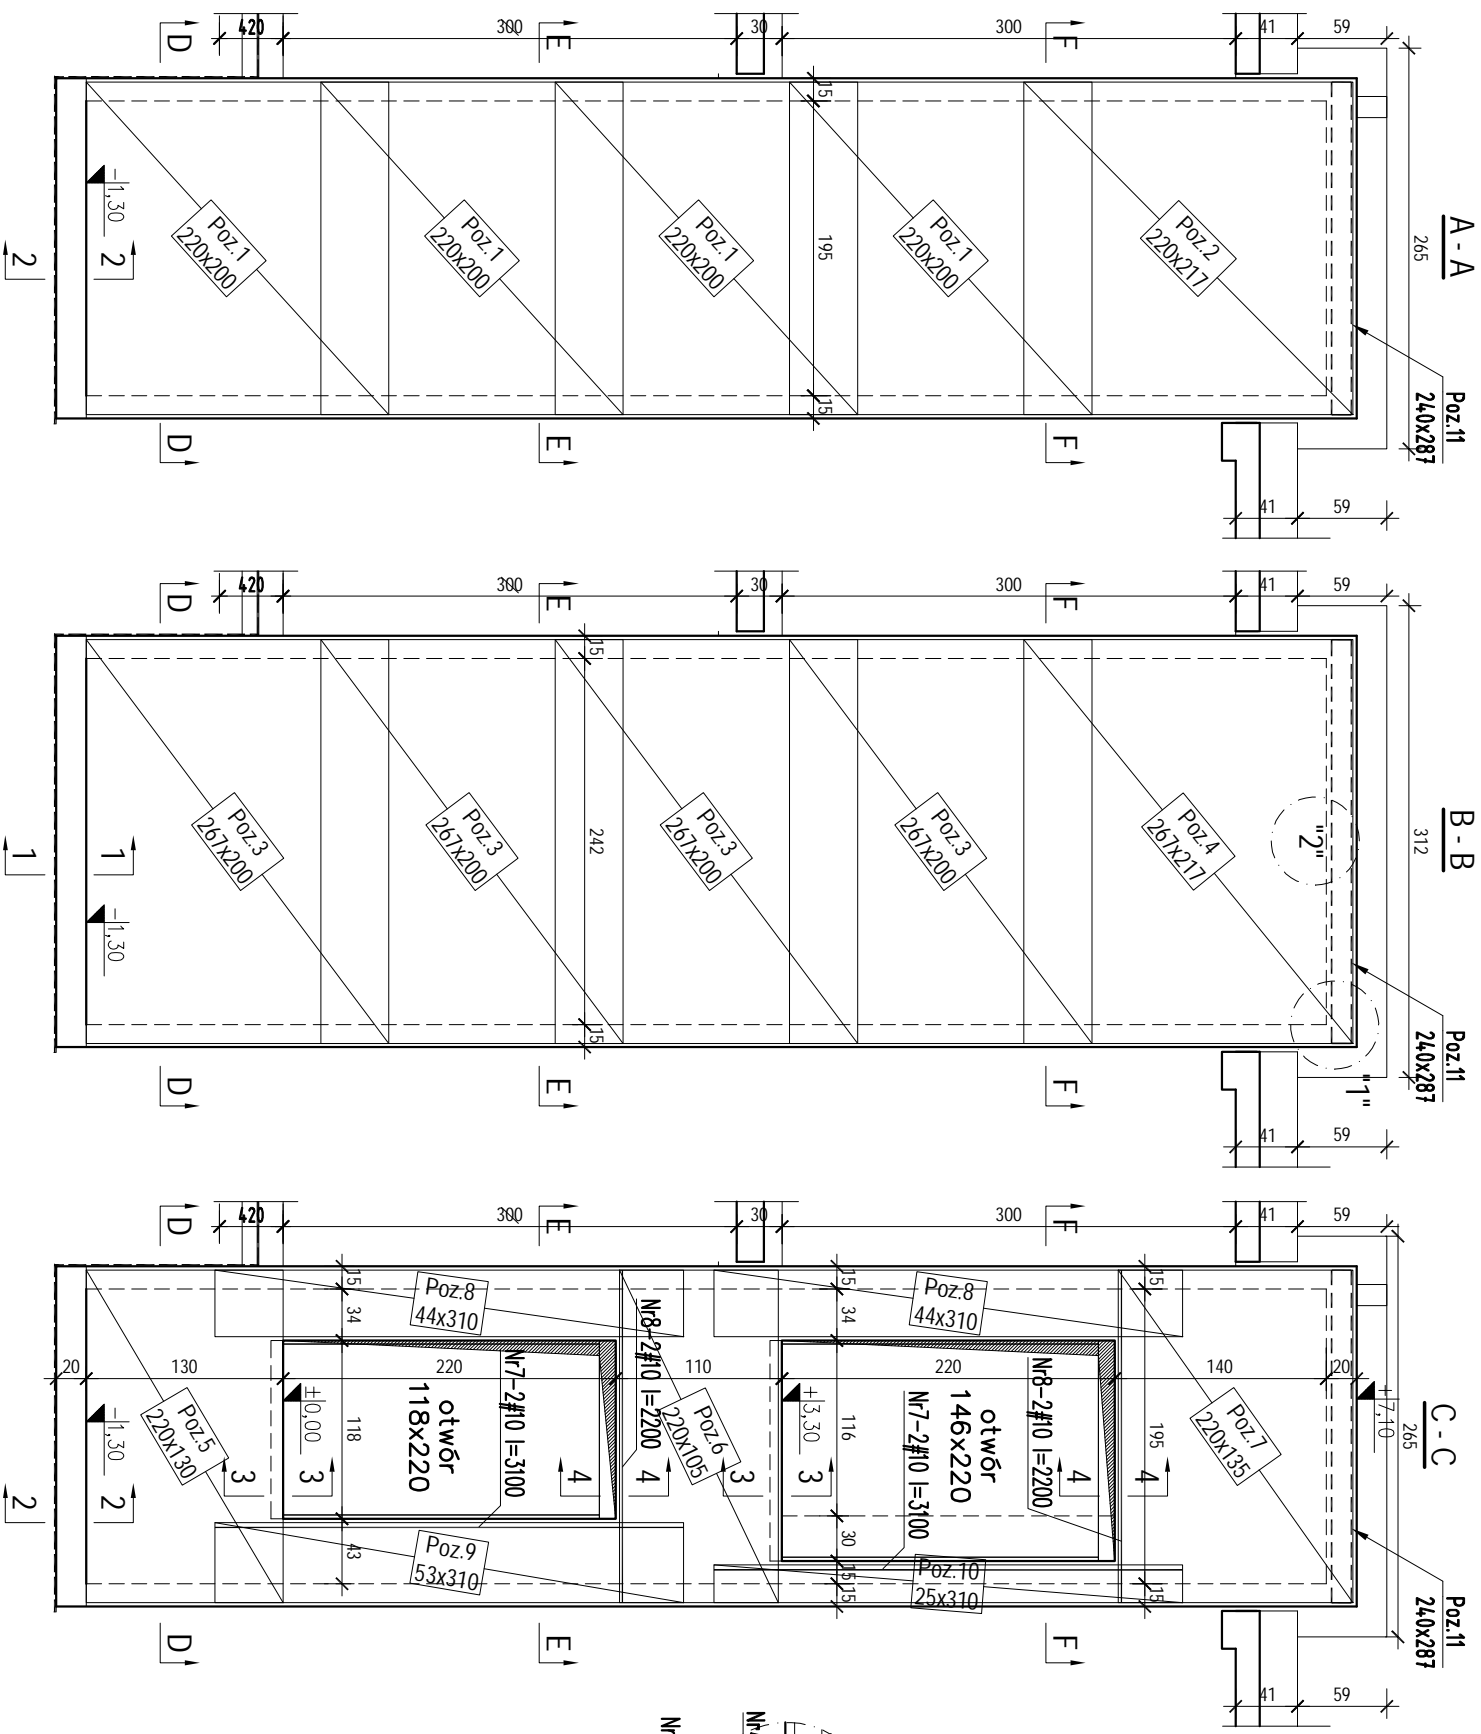 A - A
265
Poz.11
240x287
59
41
300
30
300
420
59
41
F
F
E
E
D
D
15
195
15
Poz.2
220x217
Poz.1
220x200
Poz.1
220x200
Poz.1
220x200
Poz.1
220x200
-1,30
2
2
B - B
312
Poz.11
240x287
59
41
300
30
300
420
59
41
F
F
E
E
D
D
"2"
"1"
15
242
15
Poz.4
267x217
Poz.3
267x200
Poz.3
267x200
Poz.3
267x200
Poz.3
267x200
-1,30
1
1
C - C
265
+7,10
Poz.11
240x287
59
41
300
30
300
420
59
41
F
F
E
E
D
D
20
140
220
110
220
130
20
15
195
15
Poz.7
220x135
Poz.8
44x310
15
34
116
30
15
15
Nr8-2#10 l=2200
otwór
146x220
Nr7-2#10 l=3100
+3,30
4
4
3
3
Poz.10
25x310
Poz.6
220x105
Nr8-2#10 l=2200
Poz.8
44x310
15
34
118
43
Nr7-2#10 l=3100
otwór
118x220
±0,00
4
4
3
3
Poz.9
53x310
Poz.5
220x130
-1,30
2
2
Nr
Nr